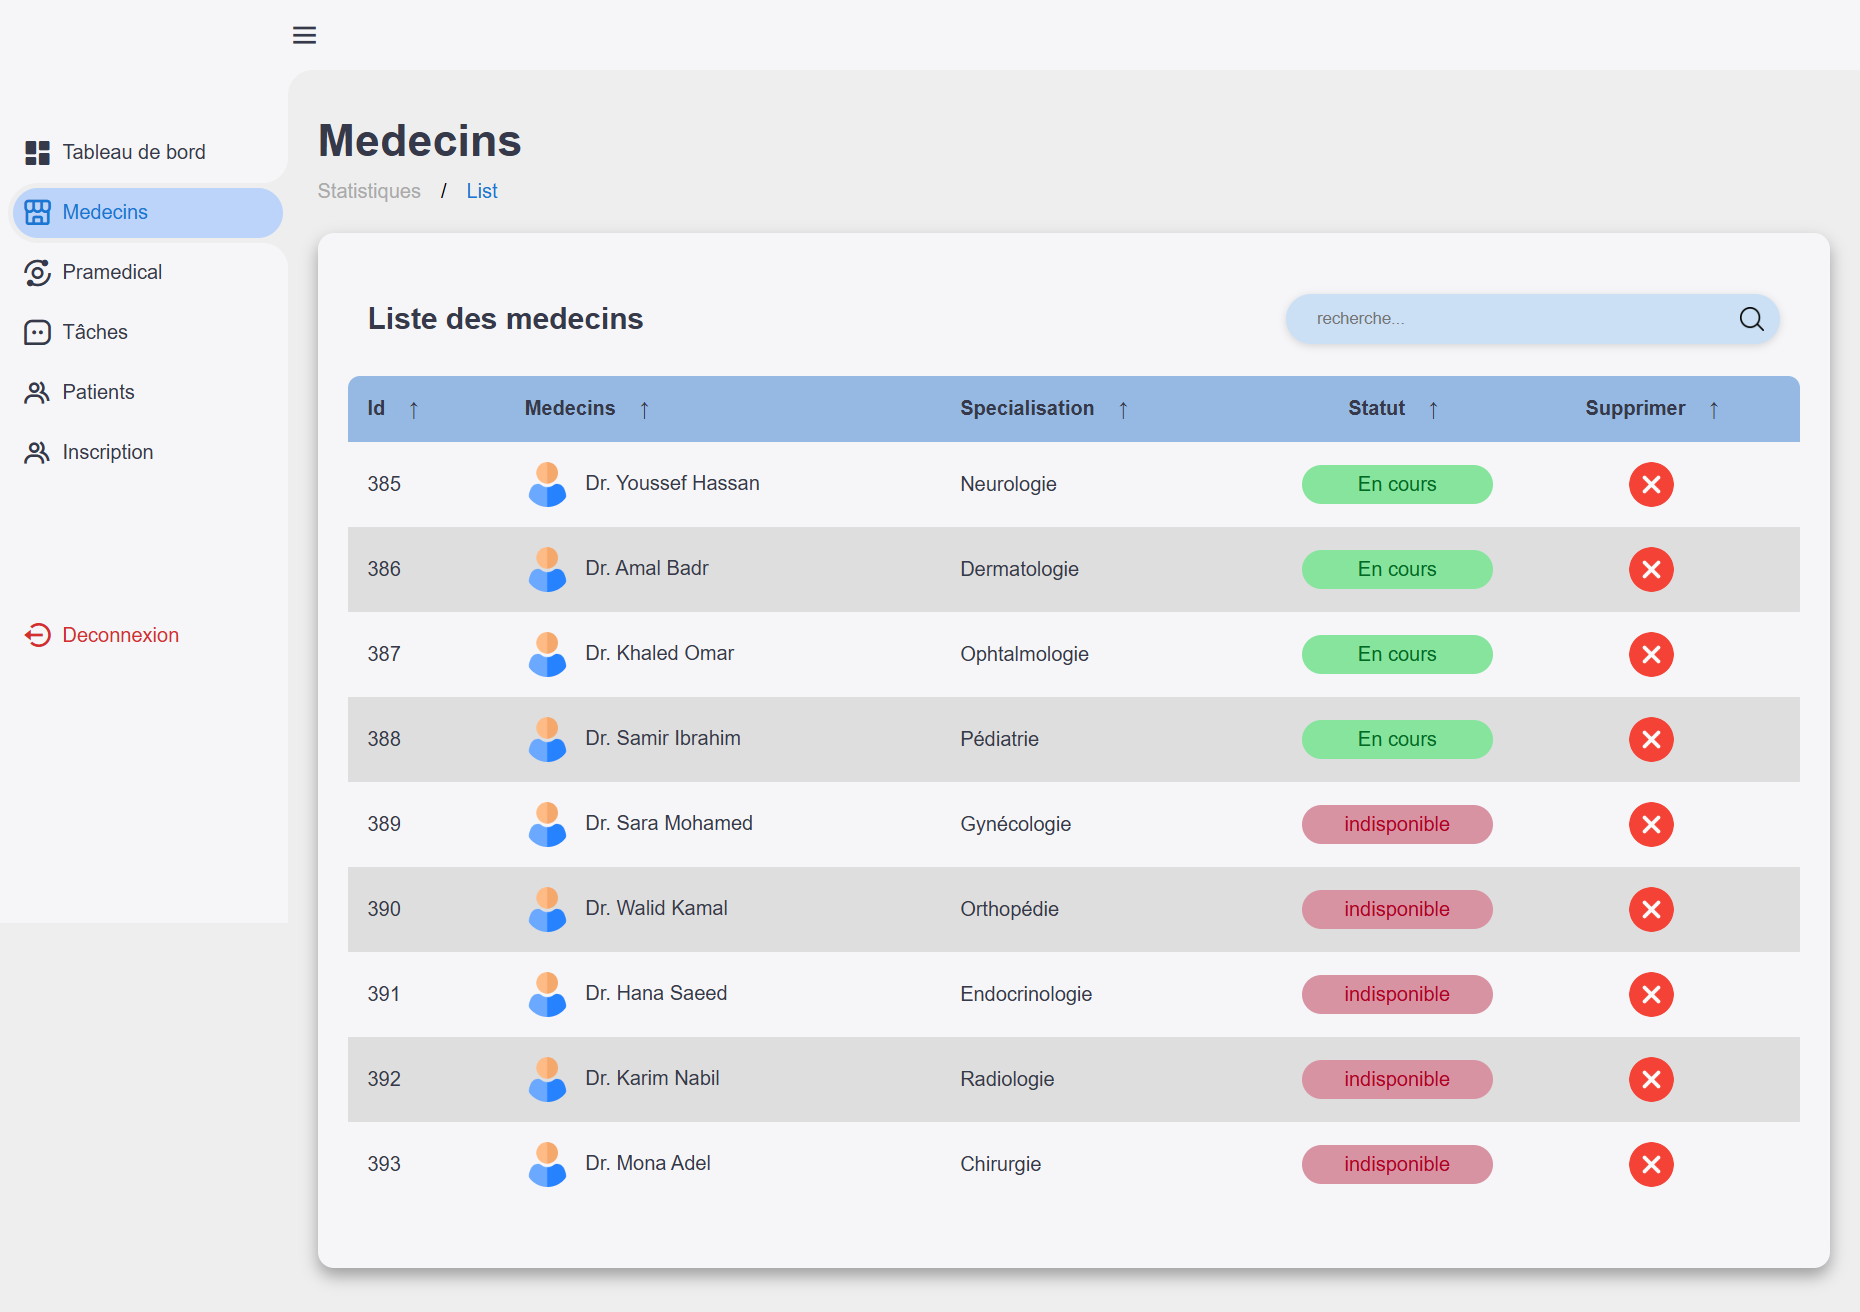 Tableau de bord
Medecins
Pramedical
Tâches
Patients
Inscription
Deconnexion
Medecins
Statistiques / List
Liste des medecins
recherche...
Id ↑ Medecins ↑ Specialisation ↑ Statut ↑ Supprimer ↑
385 Dr. Youssef Hassan Neurologie En cours
386 Dr. Amal Badr Dermatologie En cours
387 Dr. Khaled Omar Ophtalmologie En cours
388 Dr. Samir Ibrahim Pédiatrie En cours
389 Dr. Sara Mohamed Gynécologie indisponible
390 Dr. Walid Kamal Orthopédie indisponible
391 Dr. Hana Saeed Endocrinologie indisponible
392 Dr. Karim Nabil Radiologie indisponible
393 Dr. Mona Adel Chirurgie indisponible